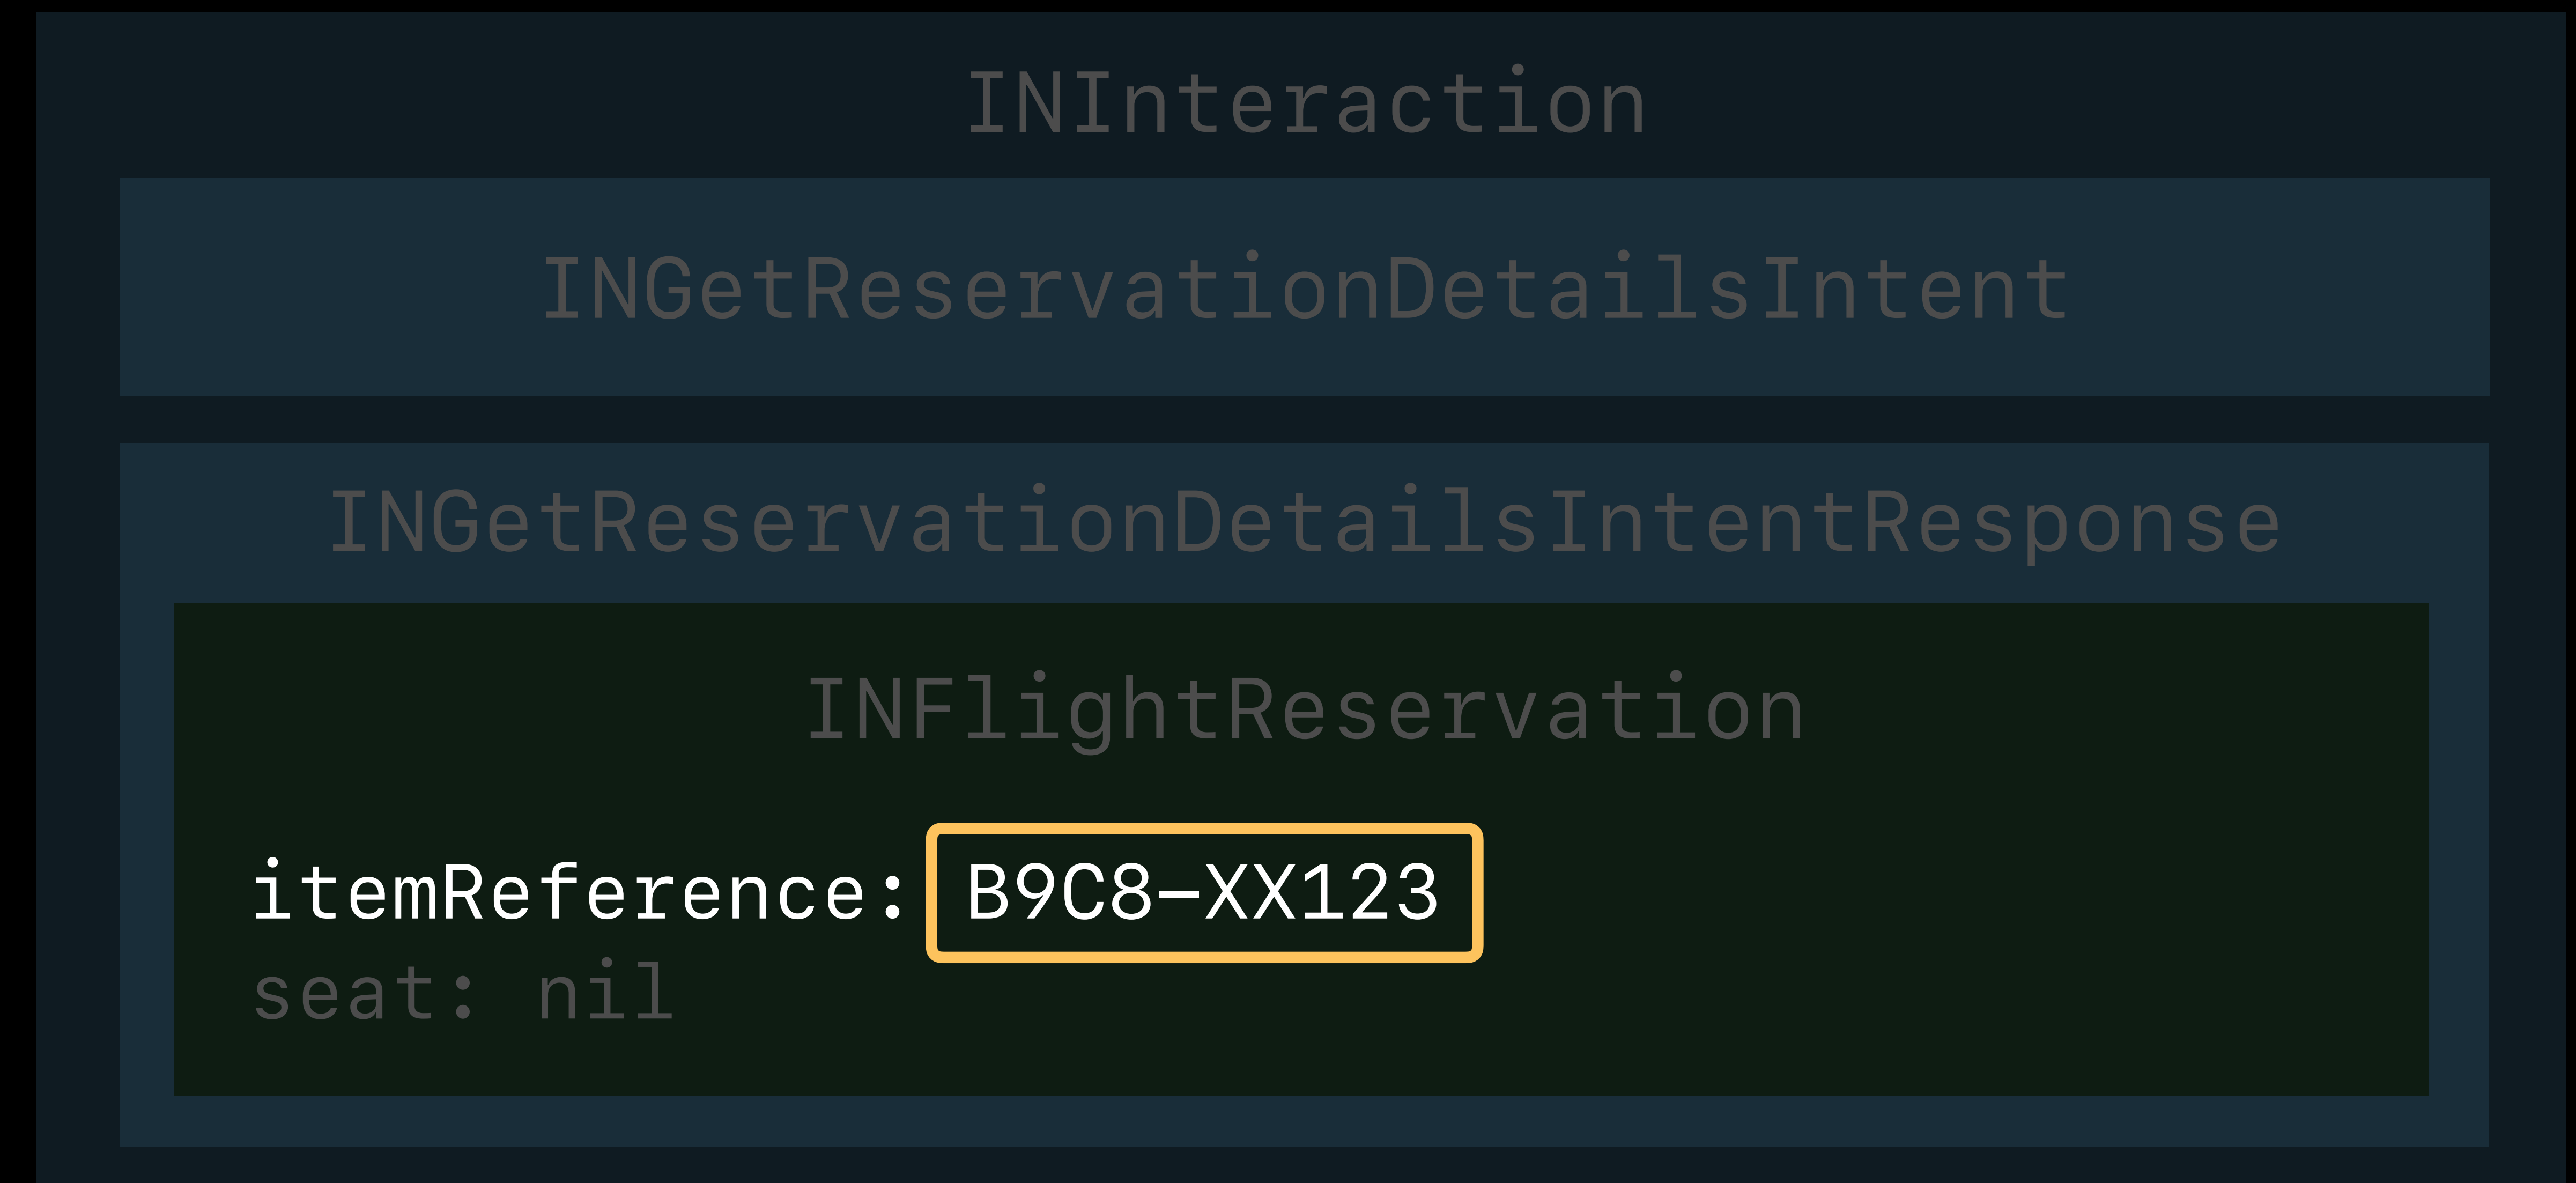 INInteraction
INGetReservationDetailsIntent
INGetReservationDetailsIntentResponse
INFlightReservation
itemReference: B9C8–XX123
seat: nil